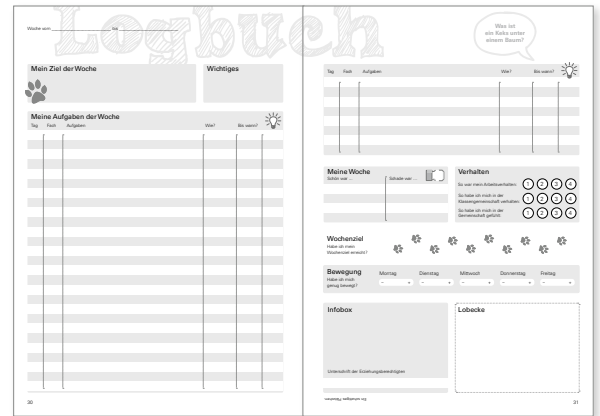 Logbuch
Woche vom bis
Was ist
ein Keks unter
einem Baum?
Mein Ziel der Woche
Wichtiges
Meine Aufgaben der Woche
Tag Fach Aufgaben Wie? Bis wann?
30
Tag Fach Aufgaben Wie? Bis wann?
Meine Woche
Schön war ... Schade war ...
Verhalten
So war mein Arbeitsverhalten: 1 2 3 4
So habe ich mich in der
Klassengemeinschaft verhalten: 1 2 3 4
So habe ich mich in der
Gemeinschaft gefühlt: 1 2 3 4
Wochenziel
Habe ich mein
Wochenziel erreicht?
Bewegung
Habe ich mich
genug bewegt?
Montag Dienstag Mittwoch Donnerstag Freitag
– + – + – + – + – +
Infobox
Unterschrift der Erziehungsberechtigten
Lobecke
Ein schattiges Plätzchen.
31